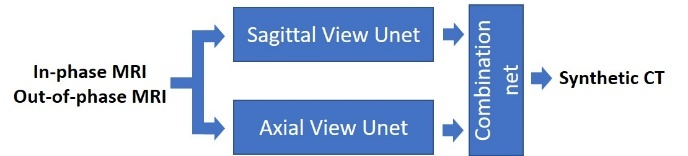 In-phase MRI
Out-of-phase MRI
Sagittal View Unet
Axial View Unet
Combination
net
Synthetic CT